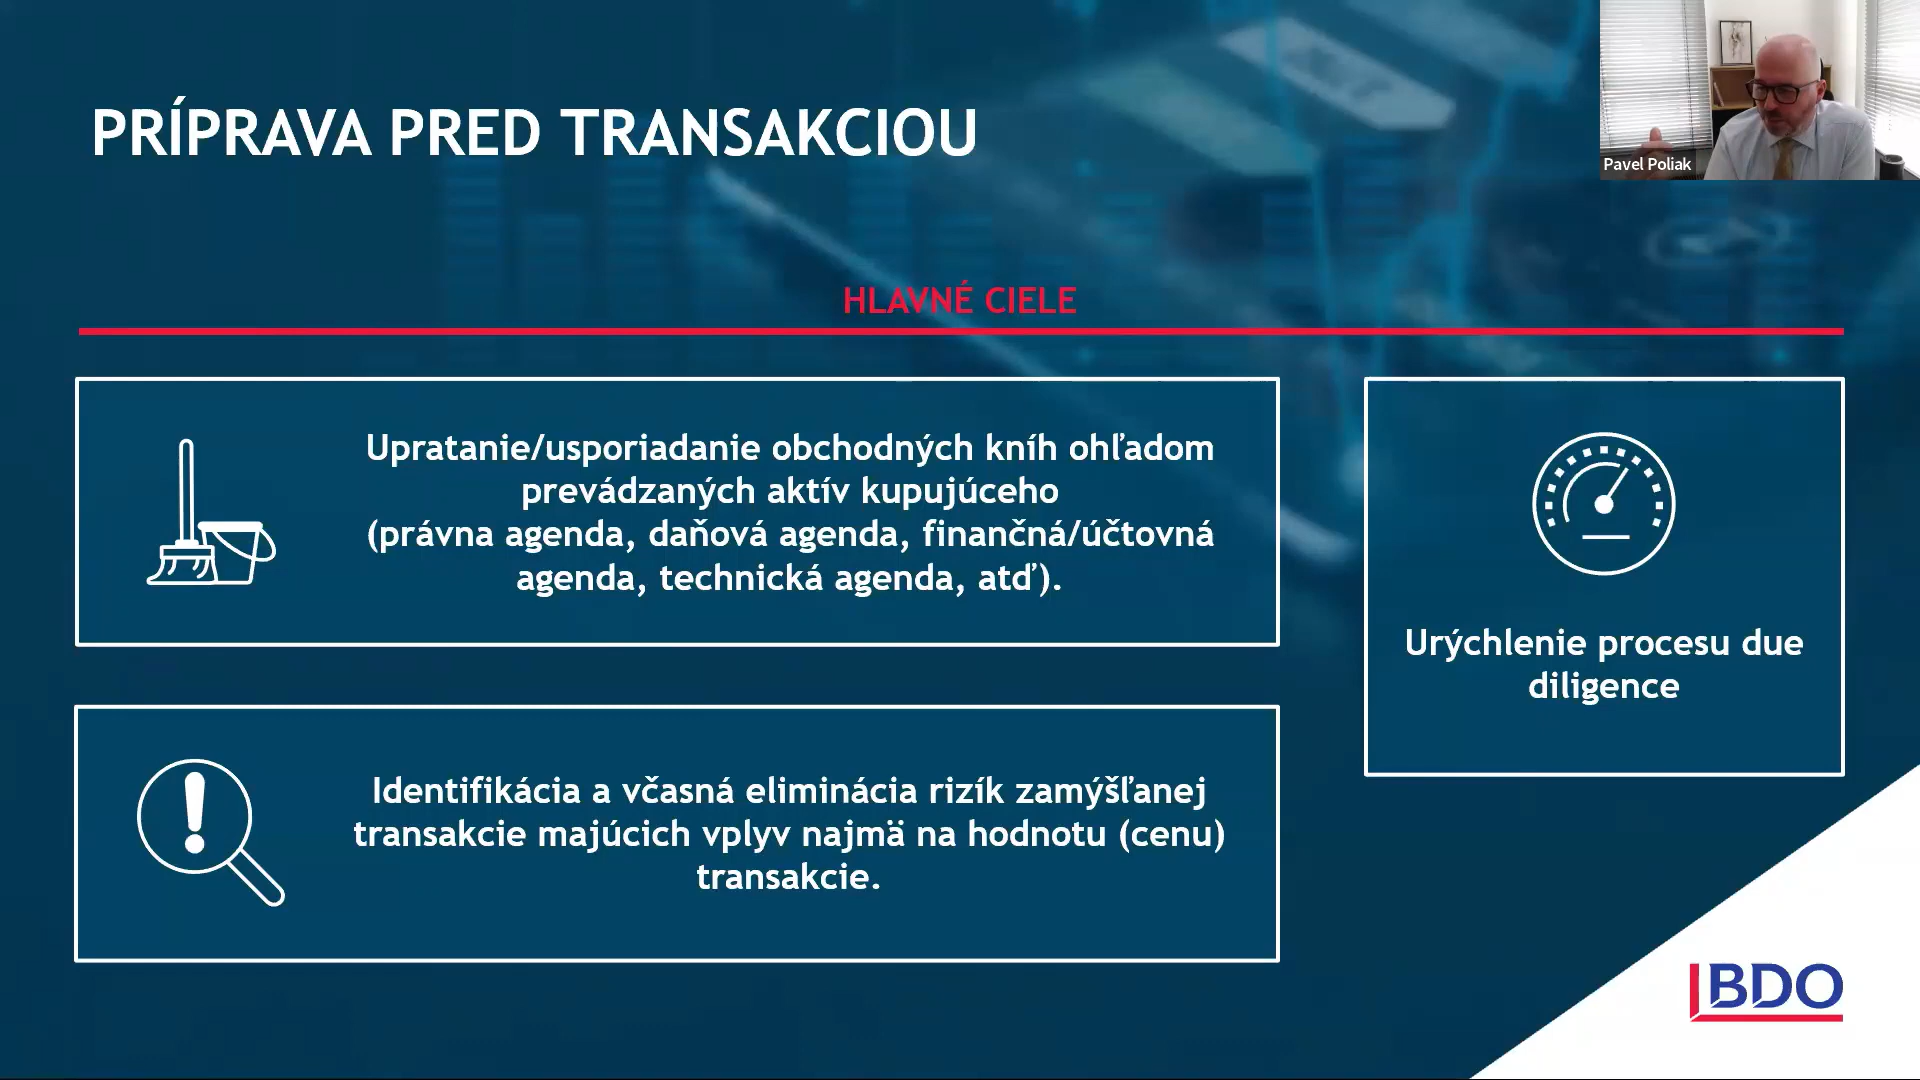 PRÍPRAVA PRED TRANSAKCIOU
Pavel Poliak
HLAVNÉ CIELE
Upratanie/usporiadanie obchodných kníh ohľadom
prevádzaných aktív kupujúceho
(právna agenda, daňová agenda, finančná/účtovná
agenda, technická agenda, atď).
Urýchlenie procesu due
diligence
Identifikácia a včasná eliminácia rizík zamýšľanej
transakcie majúcich vplyv najmä na hodnotu (cenu)
transakcie.
BDO